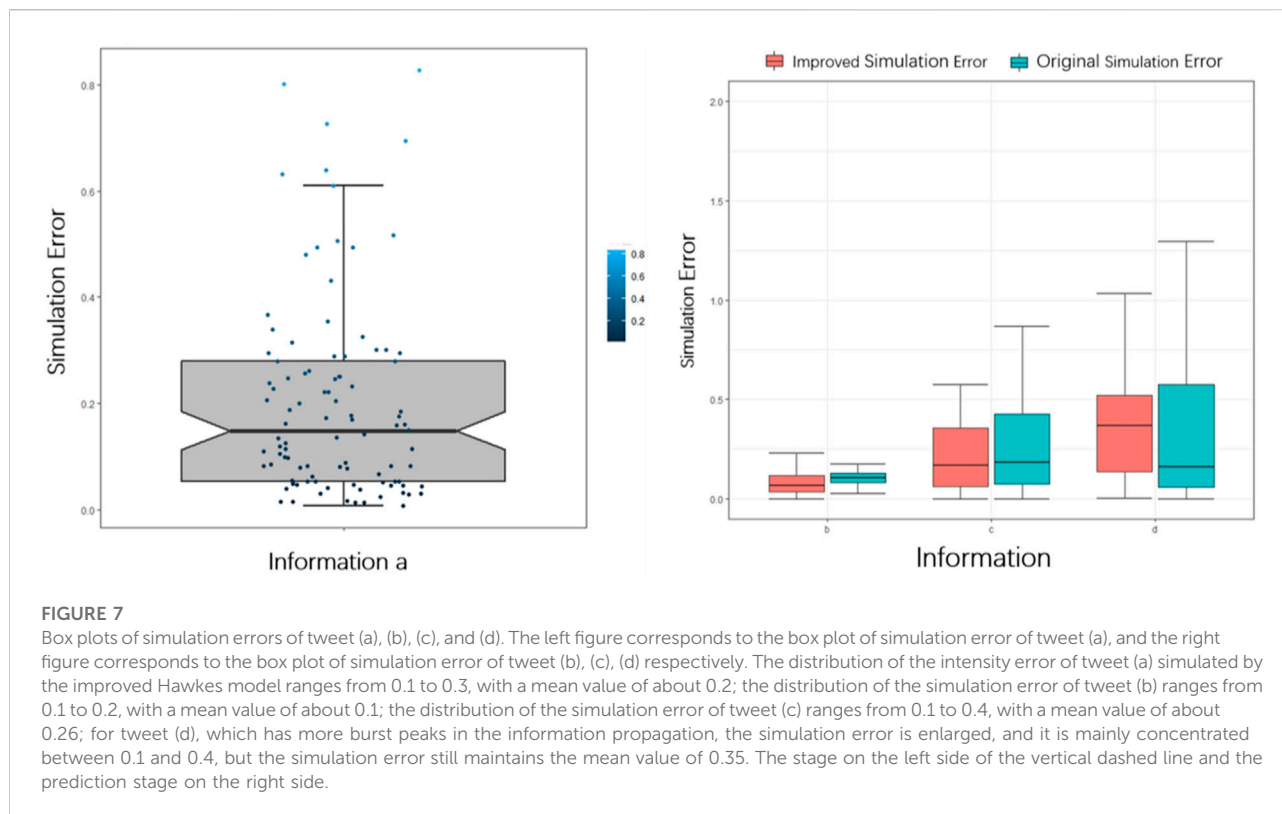 0.8
0.6
0.4
0.2
0.0
Simulation Error
Information a
0.8
0.6
0.4
0.2
Improved Simulation Error Original Simulation Error
2.0
1.5
1.0
0.5
0.0
Simulation Error
b c d
Information
FIGURE 7
Box plots of simulation errors of tweet (a), (b), (c), and (d). The left figure corresponds to the box plot of simulation error of tweet (a), and the right
figure corresponds to the box plot of simulation error of tweet (b), (c), (d) respectively. The distribution of the intensity error of tweet (a) simulated by
the improved Hawkes model ranges from 0.1 to 0.3, with a mean value of about 0.2; the distribution of the simulation error of tweet (b) ranges from
0.1 to 0.2, with a mean value of about 0.1; the distribution of the simulation error of tweet (c) ranges from 0.1 to 0.4, with a mean value of about
0.26; for tweet (d), which has more burst peaks in the information propagation, the simulation error is enlarged, and it is mainly concentrated
between 0.1 and 0.4, but the simulation error still maintains the mean value of 0.35. The stage on the left side of the vertical dashed line and the
prediction stage on the right side.